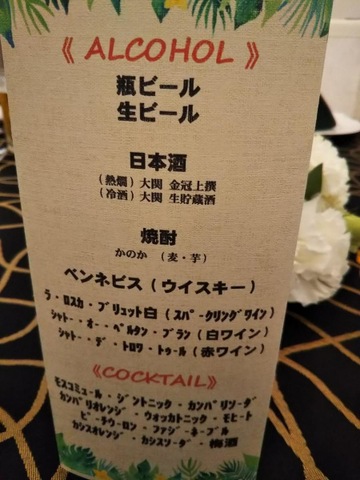 《 ALCOHOL 》
瓶ビール
生ビール
日本酒
（熱燗）大関 金冠上撰
（冷酒）大関 生貯蔵酒
焼酎
かのか （麦・芋）
ベンネビス（ウイスキー）
ラ・ロスカ・ブリュット白（スパークリングワイン）
シャトー・オー・ペルタン・ブラン（白ワイン）
シャトー・デ・トロワ・トゥール（赤ワイン）
《COCKTAIL》
モスコミュール・ジントニック・カンパリソーダ
カンパリオレンジ・ウォッカトニック・モヒート
ピーチウーロン・ファジーネーブル
カシスオレンジ・カシスソーダ・梅酒